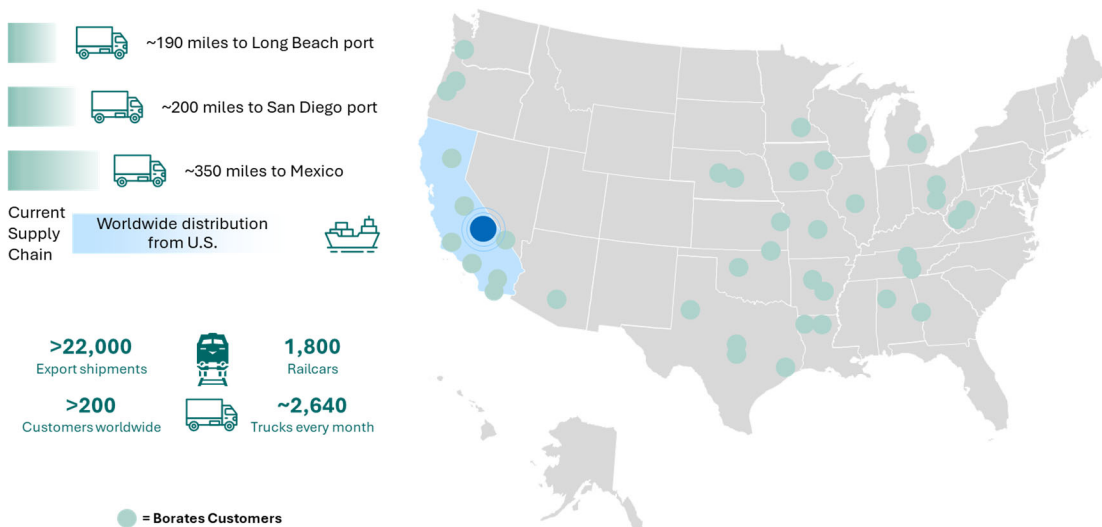 ~190 miles to Long Beach port
~200 miles to San Diego port
~350 miles to Mexico
Current
Supply
Chain
Worldwide distribution
from U.S.
>22,000
Export shipments
1,800
Railcars
>200
Customers worldwide
~2,640
Trucks every month
= Borates Customers